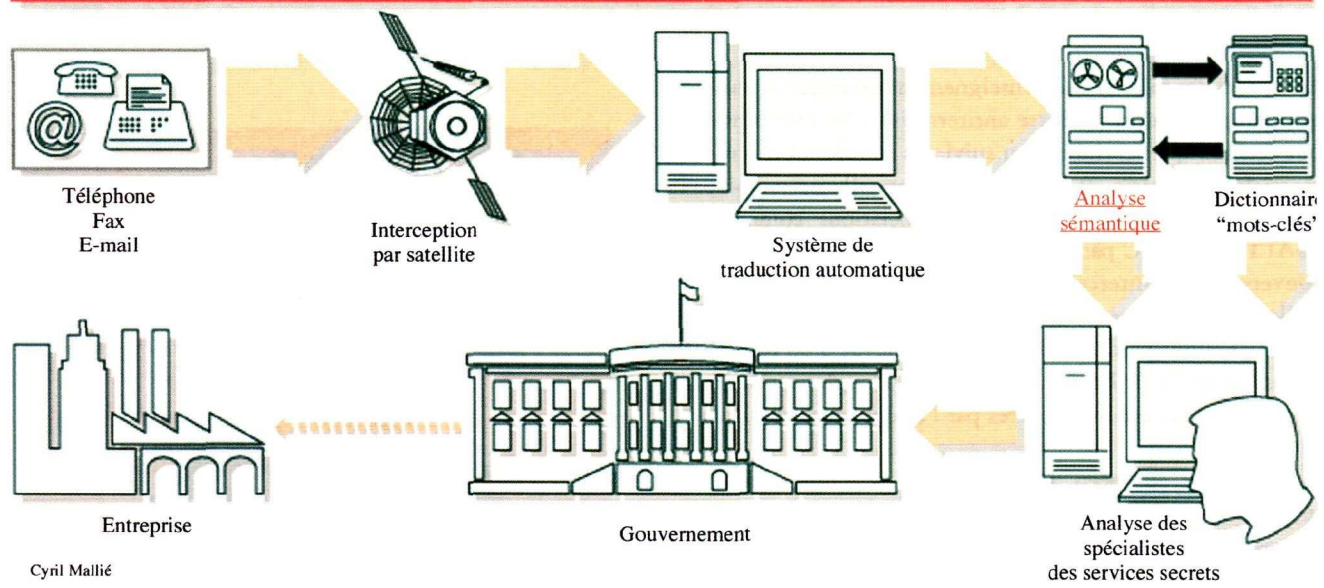 Téléphone
Fax
E-mail
Interception
par satellite
Système de
traduction automatique
Analyse
sémantique
Dictionnair
“mots-clés”
Entreprise
Gouvernement
Analyse des
spécialistes
des services secrets
Cyril Mallié